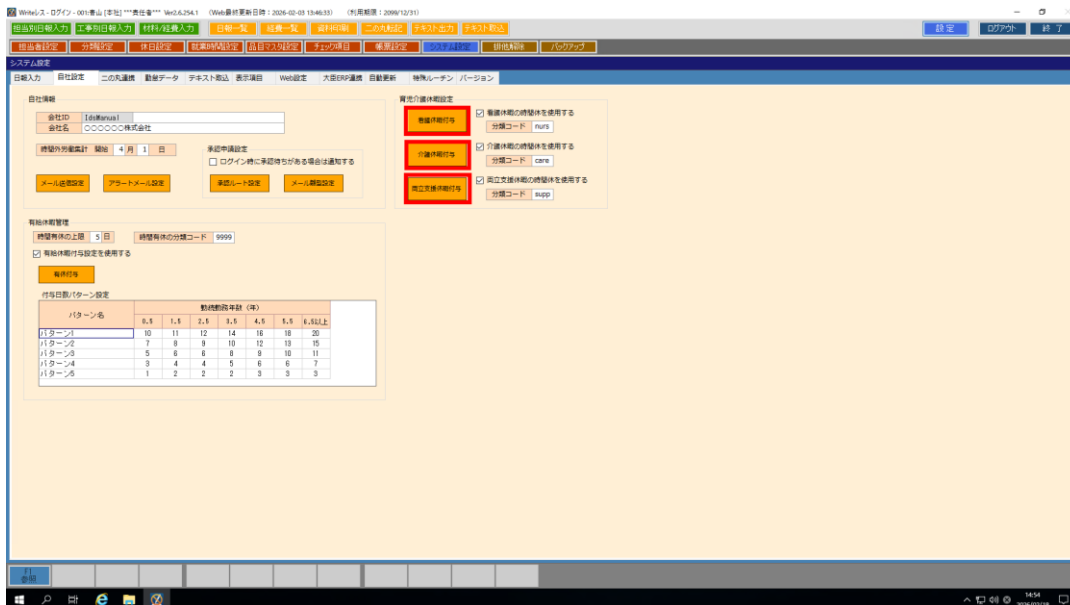 Writeシス - ログイン - 001:春山 [本社] ***責任者*** Ver2.6.254.1 (Web最終更新日時：2026-02-03 13:46:33) (利用期限：2099/12/31)
担当別日報入力 工事別日報入力 材料/経費入力 日報一覧 経費一覧 資料印刷 二の丸転記 テキスト出力 テキスト取込 設定 ログアウト 終了
担当者設定 分類設定 休日設定 就業時間設定 品目マスタ設定 チェック項目 帳票設定 システム設定 排他解除 バックアップ
システム設定
日報入力 自社設定 二の丸連携 勤怠データ テキスト取込 表示項目 Web設定 大臣ERP連携 自動更新 特殊ルーチン バージョン
自社情報
会社ID IdsManual
会社名 〇〇〇〇〇〇株式会社
時間外労働集計 開始 4 月 1 日
承認申請設定
ログイン時に承認待ちがある場合は通知する
メール送信設定 アラートメール設定 承認ルート設定 メール雛型設定
育児介護休暇設定
看護休暇付与
看護休暇の時間休を使用する
分類コード nurs
介護休暇付与
介護休暇の時間休を使用する
分類コード care
両立支援休暇付与
両立支援休暇の時間休を使用する
分類コード supp
有給休暇管理
時間有休の上限 5 日 時間有休の分類コード 9999
有給休暇付与設定を使用する
有休付与
付与日数パターン設定
パターン名 勤続勤務年数（年）
0.5 1.5 2.5 3.5 4.5 5.5 6.5以上
パターン1 10 11 12 14 16 18 20
パターン2 7 8 9 10 12 13 15
パターン3 5 6 6 8 9 10 11
パターン4 3 4 4 5 6 6 7
パターン5 1 2 2 2 3 3 3
F1
参照
14:54